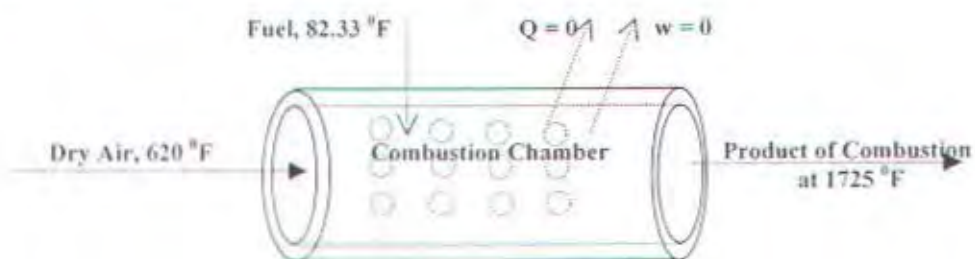 Fuel, 82.33 °F
Q = 0
w = 0
Dry Air, 620 °F
Combustion Chamber
Product of Combustion
at 1725 °F